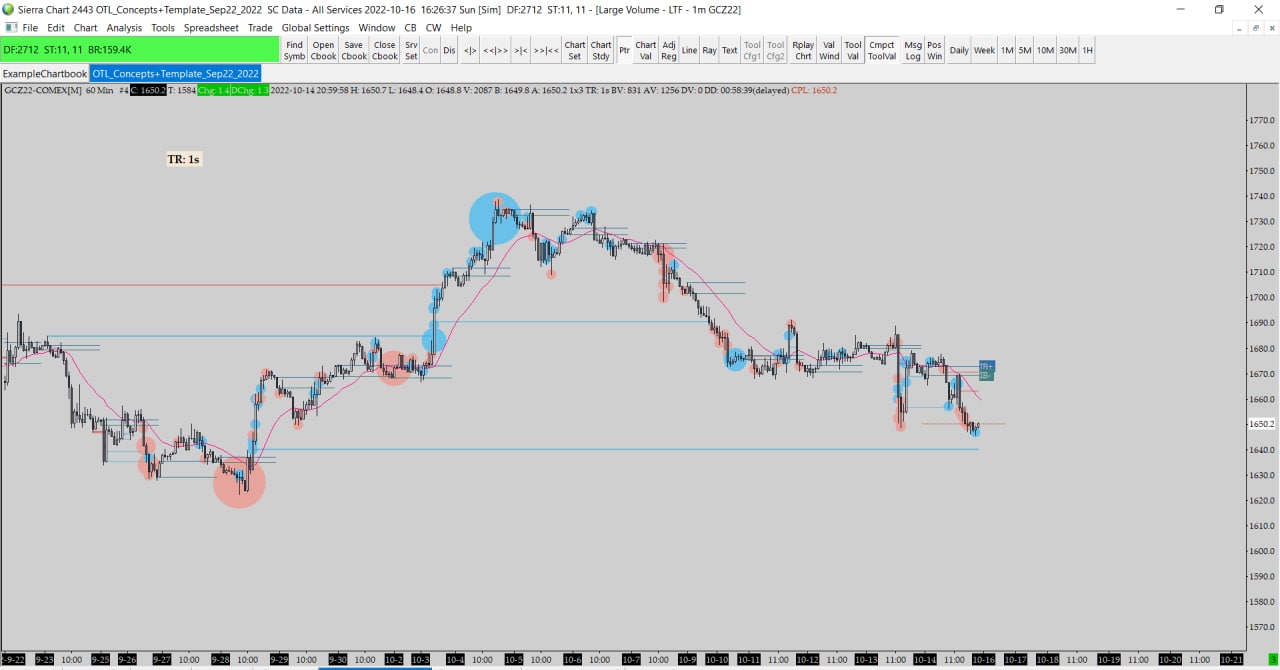 Sierra Chart 2443 OTL_Concepts+Template_Sep22_2022 SC Data - All Services 2022-10-16 16:26:37 Sun [Sim] DF:2712 ST:11, 11 - [Large Volume - LTF - 1m GCZ22]
File Edit Chart Analysis Tools Spreadsheet Trade Global Settings Window CB CW Help
DF:2712 ST:11, 11 BR:159.4K
Find Symb Open Cbook Save Cbook Close Cbook Srv Set Con Dis <|> <<|>> >|< >>|<< Chart Set Chart Stdy Ptr Chart Val Adj Reg Line Ray Text Tool Cfg1 Tool Cfg2 Rplay Chrt Val Wind Tool Val Cmpct ToolVal Msg Log Pos Win Daily Week 1M 5M 10M 30M 1H
ExampleChartbook OTL_Concepts+Template_Sep22_2022
GCZ22-COMEX[M] 60 Min #4 C: 1650.2 T: 1584 Chg: 1.4 DChg: 1.3 2022-10-14 20:59:58 H: 1650.7 L: 1648.4 O: 1648.8 V: 2087 B: 1649.8 A: 1650.2 1x3 TR: 1s BV: 831 AV: 1256 DV: 0 DD: 00:58:39(delayed) CPL: 1650.2
TR: 1s
1770.0
1760.0
1750.0
1740.0
1730.0
1720.0
1710.0
1700.0
1690.0
1680.0
1670.0
1660.0
1650.2
1640.0
1630.0
1620.0
1610.0
1600.0
1590.0
1580.0
1570.0
IB-
2-9-22 9-23 10:00 9-25 9-26 9-27 10:00 9-28 10:00 9-29 10:00 9-30 10:00 10-2 10-3 10-4 10:00 10-5 10:00 10-6 10:00 10-7 10:00 10-9 10-10 10-11 11:00 10-12 11:00 10-13 11:00 10-14 11:00 10-16 10-17 10-18 11:00 10-19 11:00 10-20 11:00 10-21